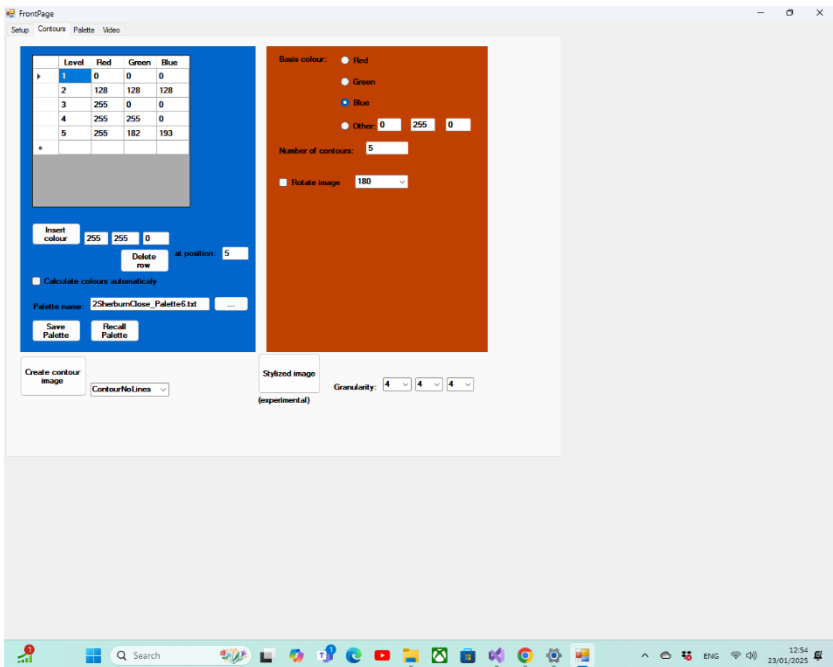 FrontPage
Setup Contours Palette Video
Level Red Green Blue
1 0 0 0
2 128 128 128
3 255 0 0
4 255 255 0
5 255 182 193
Insert colour 255 255 0
Delete row at position: 5
Calculate colours automaticaly
Palette name: 2SherburnClose_Palette6.txt ...
Save Palette Recall Palette
Basis colour: Red
Green
Blue
Other: 0 255 0
Number of contours: 5
Rotate image 180
Create contour image ContourNoLines
Stylized image Granularity: 4 4 4
(experimental)
1 Search ENG 12:54
23/01/2025